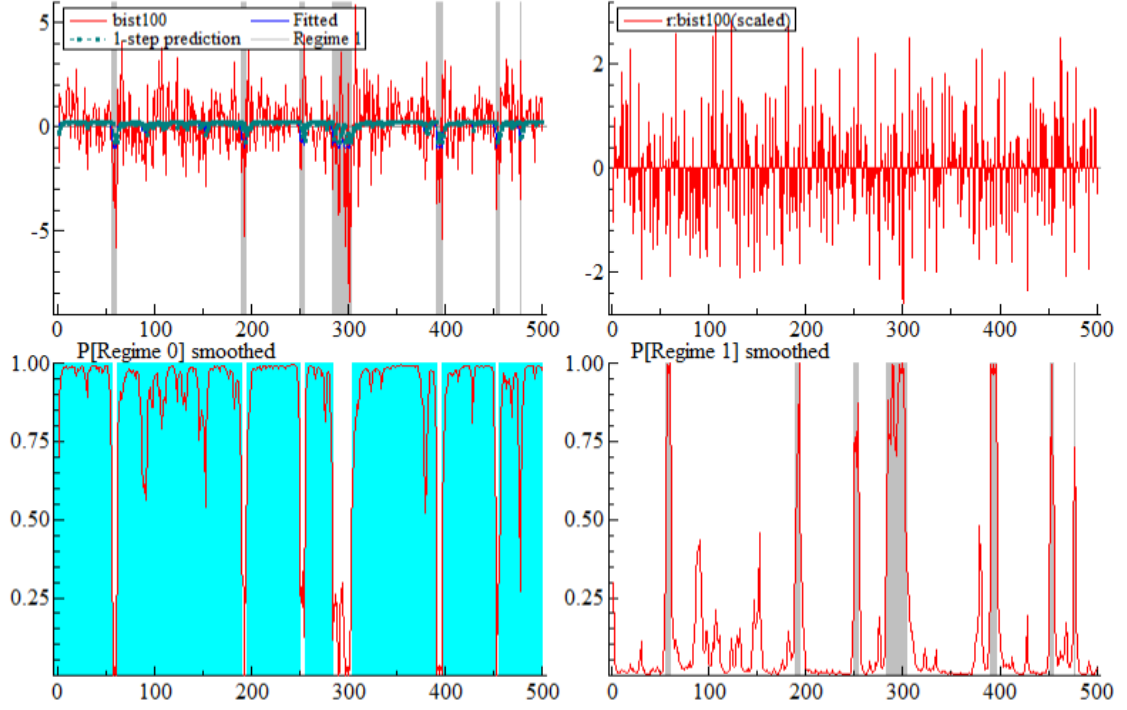 bist100 Fitted
1-step prediction Regime 1
5
0
-5
0 100 200 300 400 500
r:bist100(scaled)
2
0
-2
0 100 200 300 400 500
P[Regime 0] smoothed
1.00
0.75
0.50
0.25
0 100 200 300 400 500
P[Regime 1] smoothed
1.00
0.75
0.50
0.25
0 100 200 300 400 500